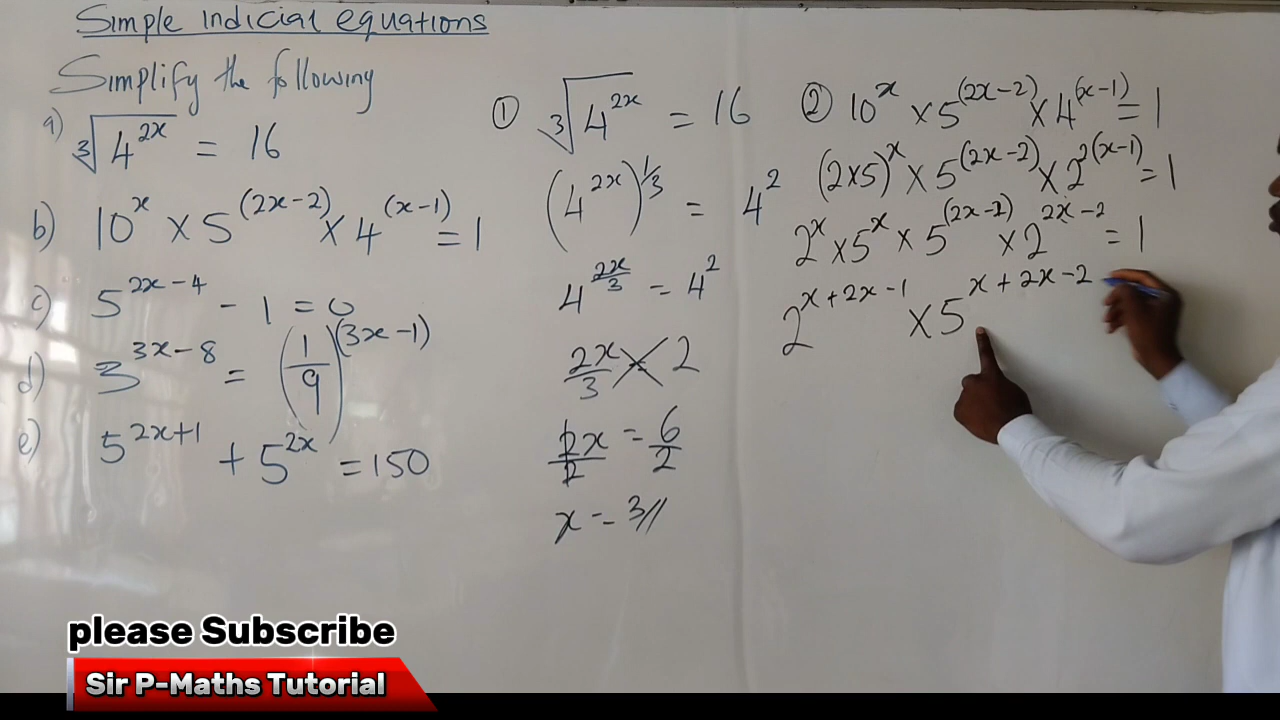 Simple indicial equations
Simplify the following
a) ∛(4^(2x)) = 16
b) 10^x × 5^(2x-2) × 4^(x-1) = 1
c) 5^(2x-4) - 1 = 0
d) 3^(3x-8) = (1/9)^(3x-1)
e) 5^(2x+1) + 5^(2x) = 150
① ∛(4^(2x)) = 16
(4^(2x))^(1/3) = 4^2
4^(2x/3) = 4^2
2x/3 = 2
2x/2 = 6/2
x = 3//
② 10^x × 5^(2x-2) × 4^(x-1) = 1
(2×5)^x × 5^(2x-2) × 2^2(x-1) = 1
2^x × 5^x × 5^(2x-2) × 2^(2x-2) = 1
2^(x+2x-1) × 5^(x+2x-2)
please Subscribe
Sir P-Maths Tutorial